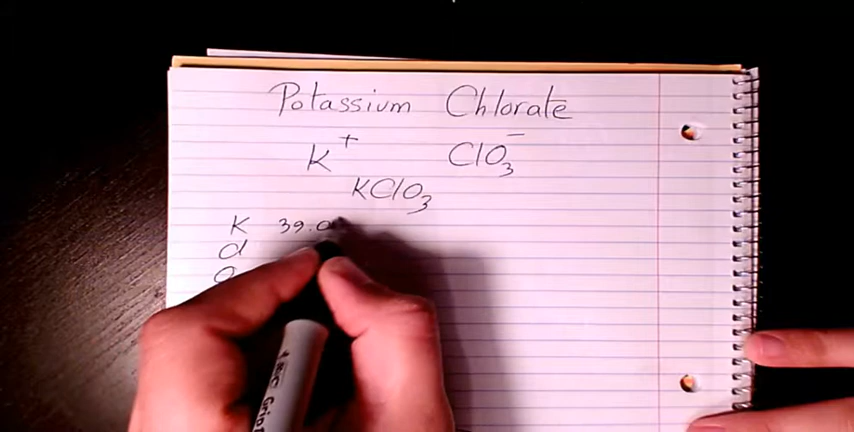 Potassium Chlorate
K⁺ ClO₃⁻
KClO₃
K 39.0
Cl
O